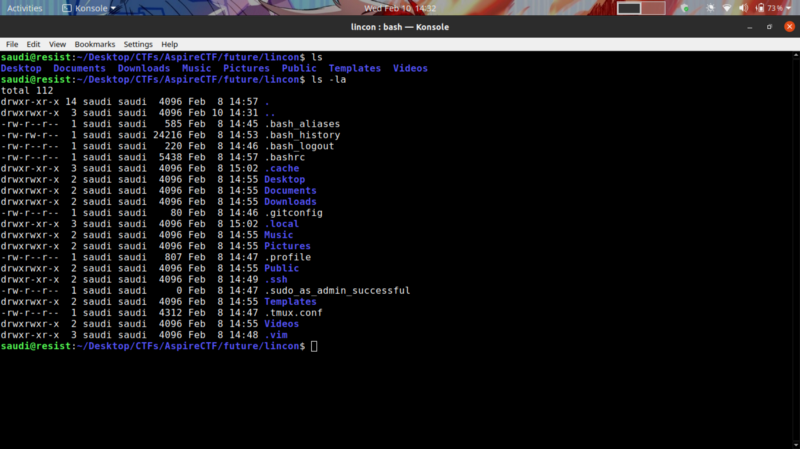 Activities Konsole Wed Feb 10, 14:32 73%
lincon : bash — Konsole
File Edit View Bookmarks Settings Help
saudi@resist:~/Desktop/CTFs/AspireCTF/future/lincon$ ls
Desktop Documents Downloads Music Pictures Public Templates Videos
saudi@resist:~/Desktop/CTFs/AspireCTF/future/lincon$ ls -la
total 112
drwxr-xr-x 14 saudi saudi 4096 Feb 8 14:57 .
drwxrwxr-x 3 saudi saudi 4096 Feb 10 14:31 ..
-rw-r--r-- 1 saudi saudi 585 Feb 8 14:45 .bash_aliases
-rw-rw-r-- 1 saudi saudi 24216 Feb 8 14:53 .bash_history
-rw-r--r-- 1 saudi saudi 220 Feb 8 14:46 .bash_logout
-rw-r--r-- 1 saudi saudi 5438 Feb 8 14:57 .bashrc
drwxr-xr-x 3 saudi saudi 4096 Feb 8 15:02 .cache
drwxrwxr-x 2 saudi saudi 4096 Feb 8 14:55 Desktop
drwxrwxr-x 2 saudi saudi 4096 Feb 8 14:55 Documents
drwxrwxr-x 2 saudi saudi 4096 Feb 8 14:55 Downloads
-rw-r--r-- 1 saudi saudi 80 Feb 8 14:46 .gitconfig
drwxr-xr-x 3 saudi saudi 4096 Feb 8 15:02 .local
drwxrwxr-x 2 saudi saudi 4096 Feb 8 14:55 Music
drwxrwxr-x 2 saudi saudi 4096 Feb 8 14:55 Pictures
-rw-r--r-- 1 saudi saudi 807 Feb 8 14:47 .profile
drwxrwxr-x 2 saudi saudi 4096 Feb 8 14:55 Public
drwxr-xr-x 2 saudi saudi 4096 Feb 8 14:49 .ssh
-rw-r--r-- 1 saudi saudi 0 Feb 8 14:47 .sudo_as_admin_successful
drwxrwxr-x 2 saudi saudi 4096 Feb 8 14:55 Templates
-rw-r--r-- 1 saudi saudi 4312 Feb 8 14:47 .tmux.conf
drwxrwxr-x 2 saudi saudi 4096 Feb 8 14:55 Videos
drwxr-xr-x 3 saudi saudi 4096 Feb 8 14:48 .vim
saudi@resist:~/Desktop/CTFs/AspireCTF/future/lincon$